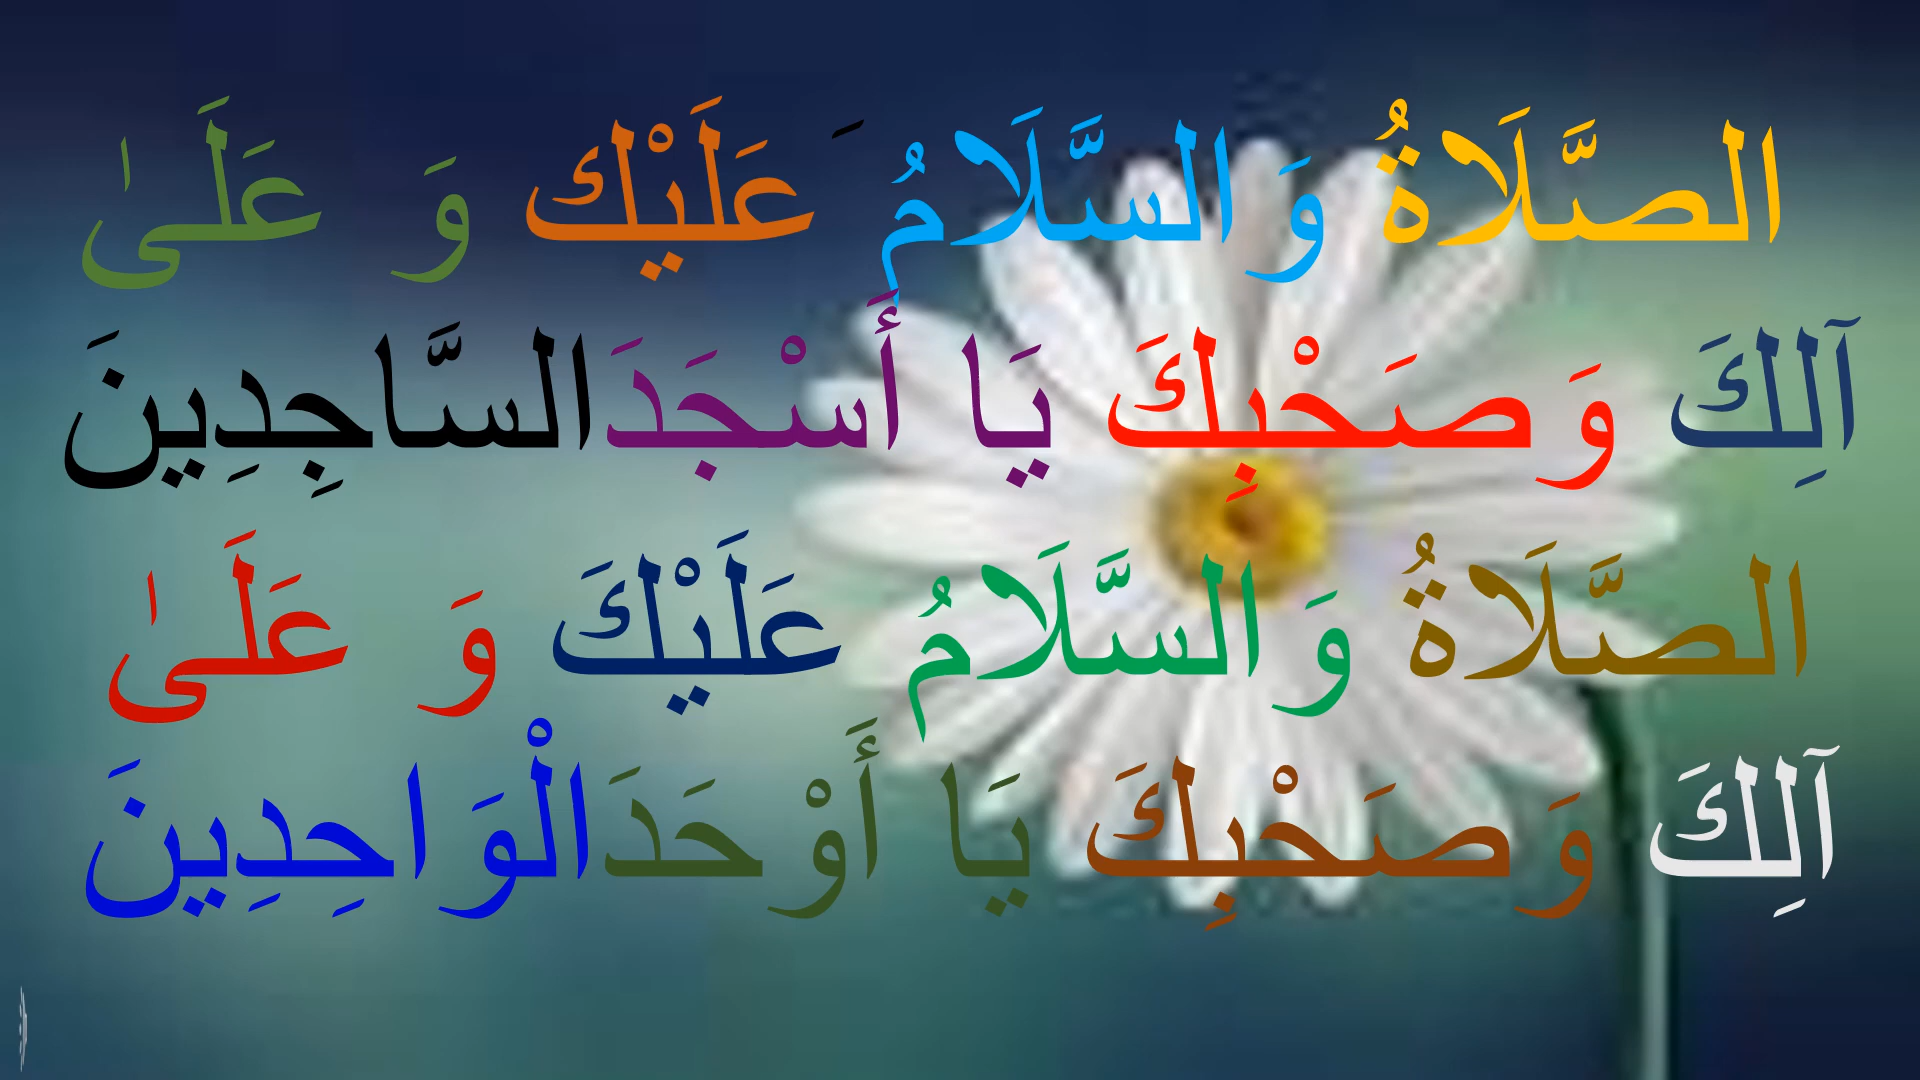 الصَّلَاةُ وَ السَّلَامُ عَلَيْكَ وَ عَلَىٰ
آلِكَ وَ صَحْبِكَ يَا أَسْجَدَ السَّاجِدِينَ
الصَّلَاةُ وَ السَّلَامُ عَلَيْكَ وَ عَلَىٰ
آلِكَ وَ صَحْبِكَ يَا أَوْحَدَ الْوَاحِدِينَ